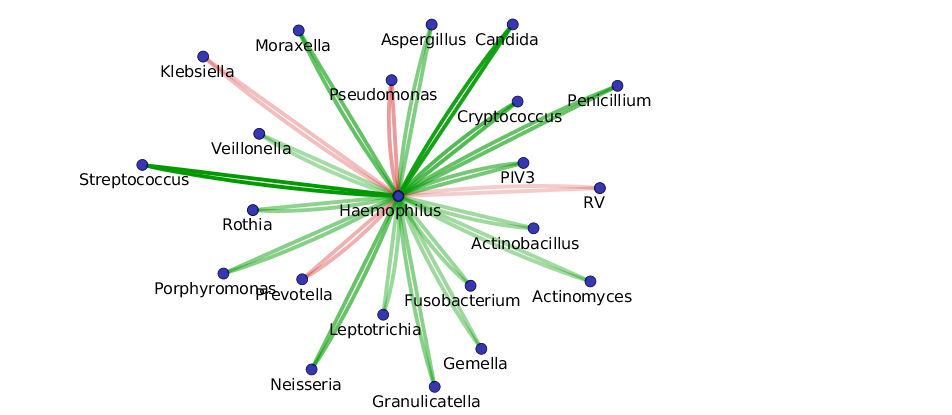 Aspergillus
Candida
Moraxella
Klebsiella
Pseudomonas
Penicillium
Cryptococcus
Veillonella
Streptococcus
PIV3
RV
Haemophilus
Rothia
Actinobacillus
Porphyromonas
Prevotella
Fusobacterium
Actinomyces
Leptotrichia
Gemella
Neisseria
Granulicatella